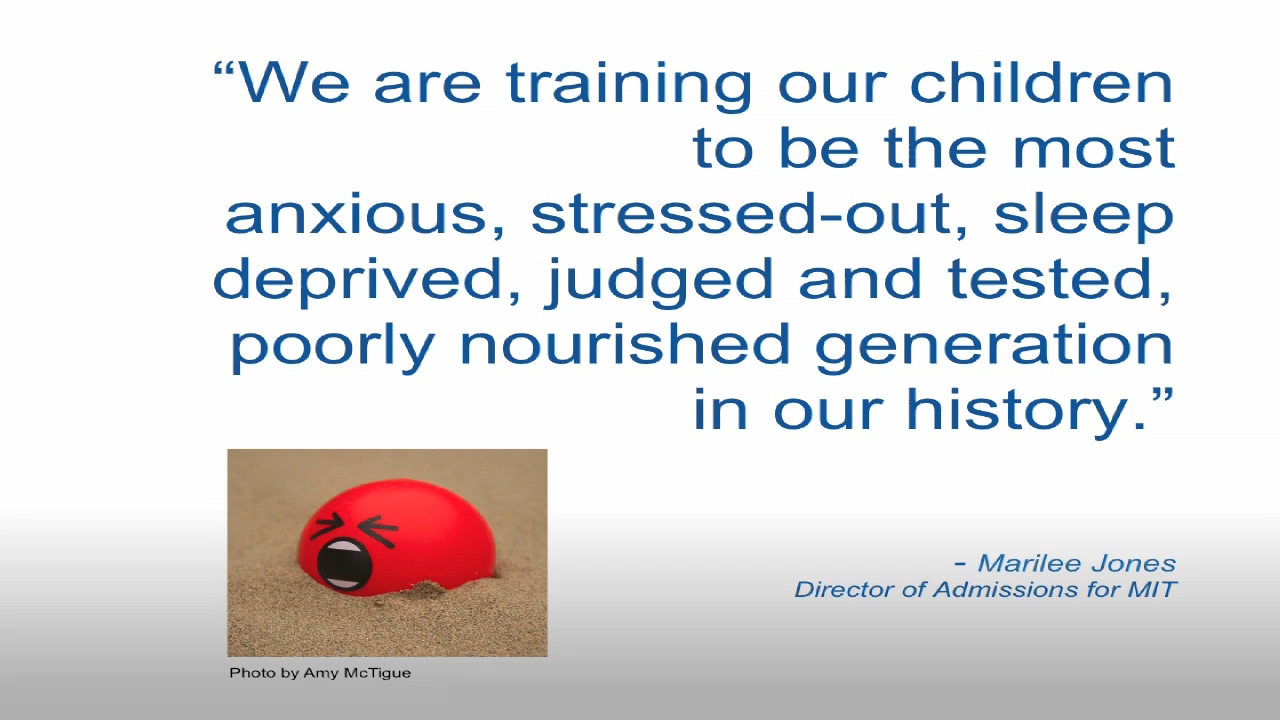 “We are training our children
to be the most
anxious, stressed-out, sleep
deprived, judged and tested,
poorly nourished generation
in our history.”
- Marilee Jones
Director of Admissions for MIT
Photo by Amy McTigue